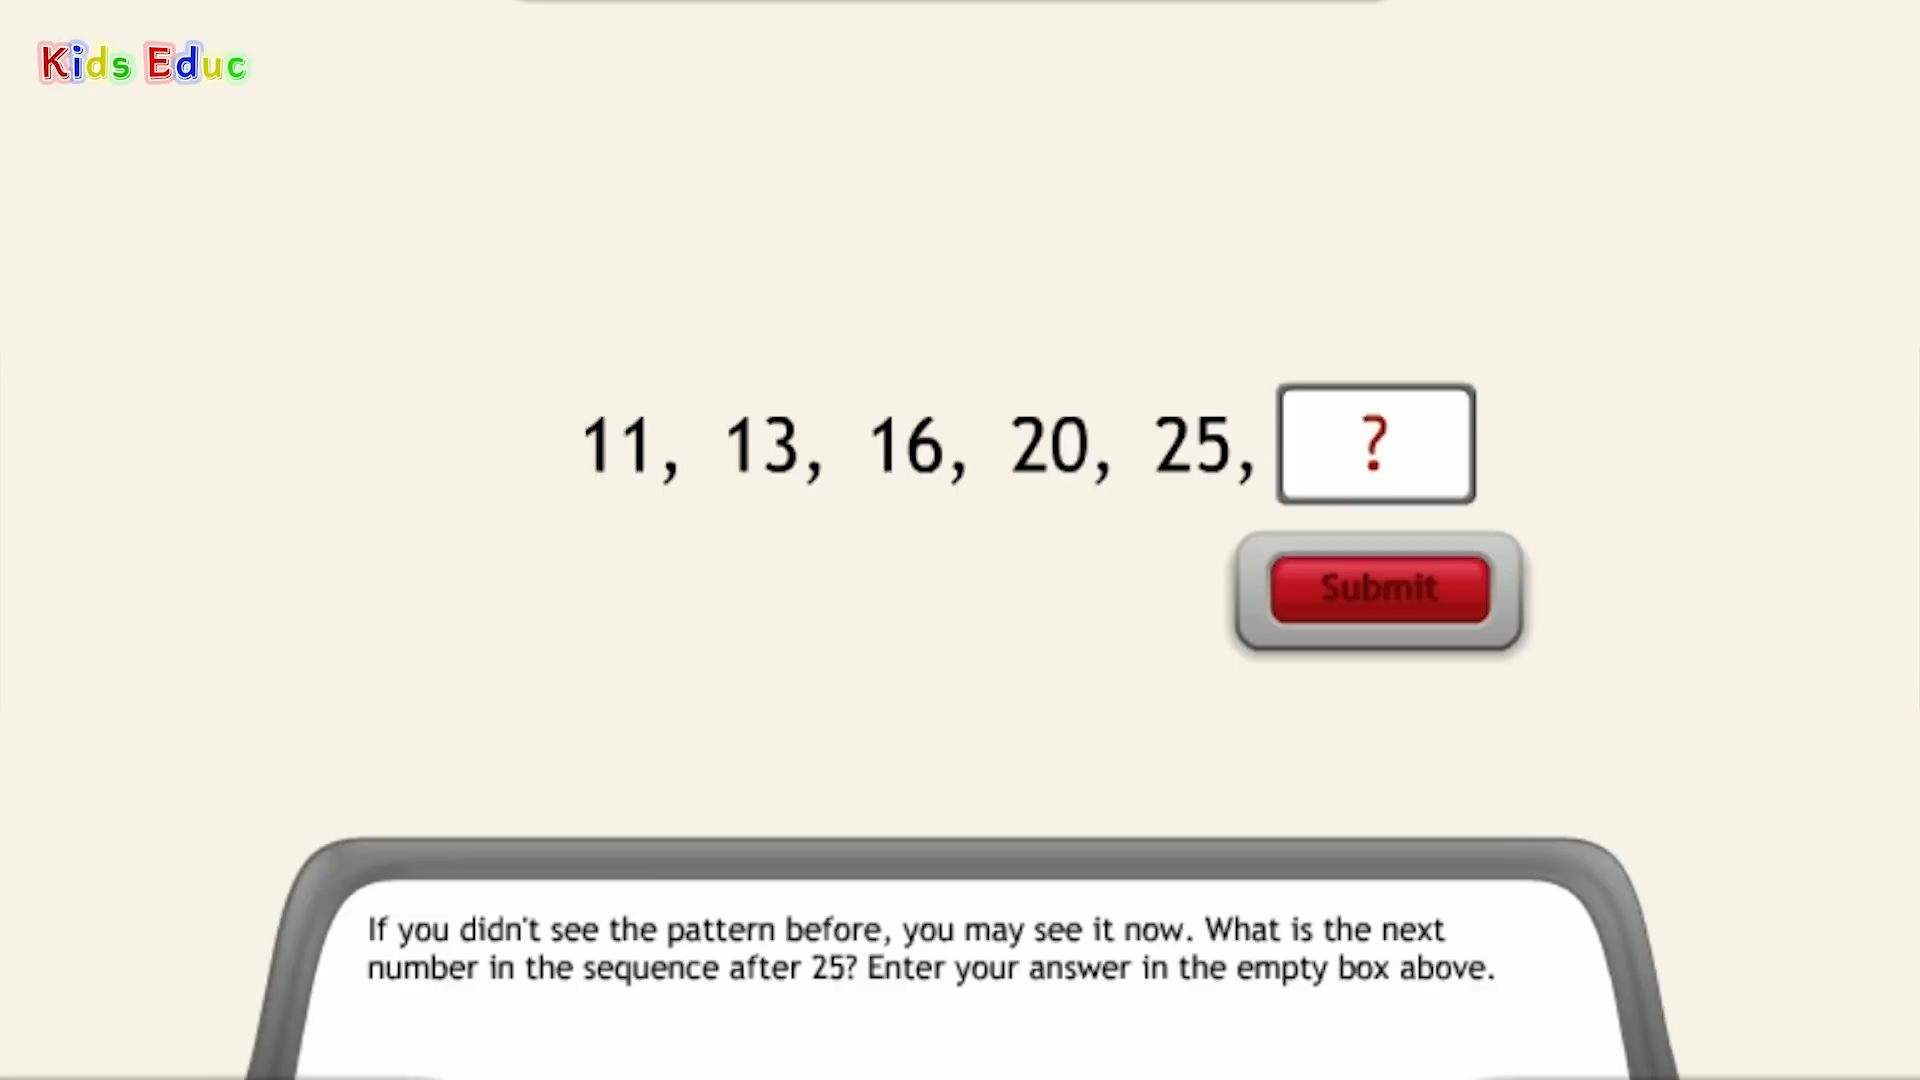 Kids Educ
11, 13, 16, 20, 25, ?
Submit
If you didn't see the pattern before, you may see it now. What is the next
number in the sequence after 25? Enter your answer in the empty box above.